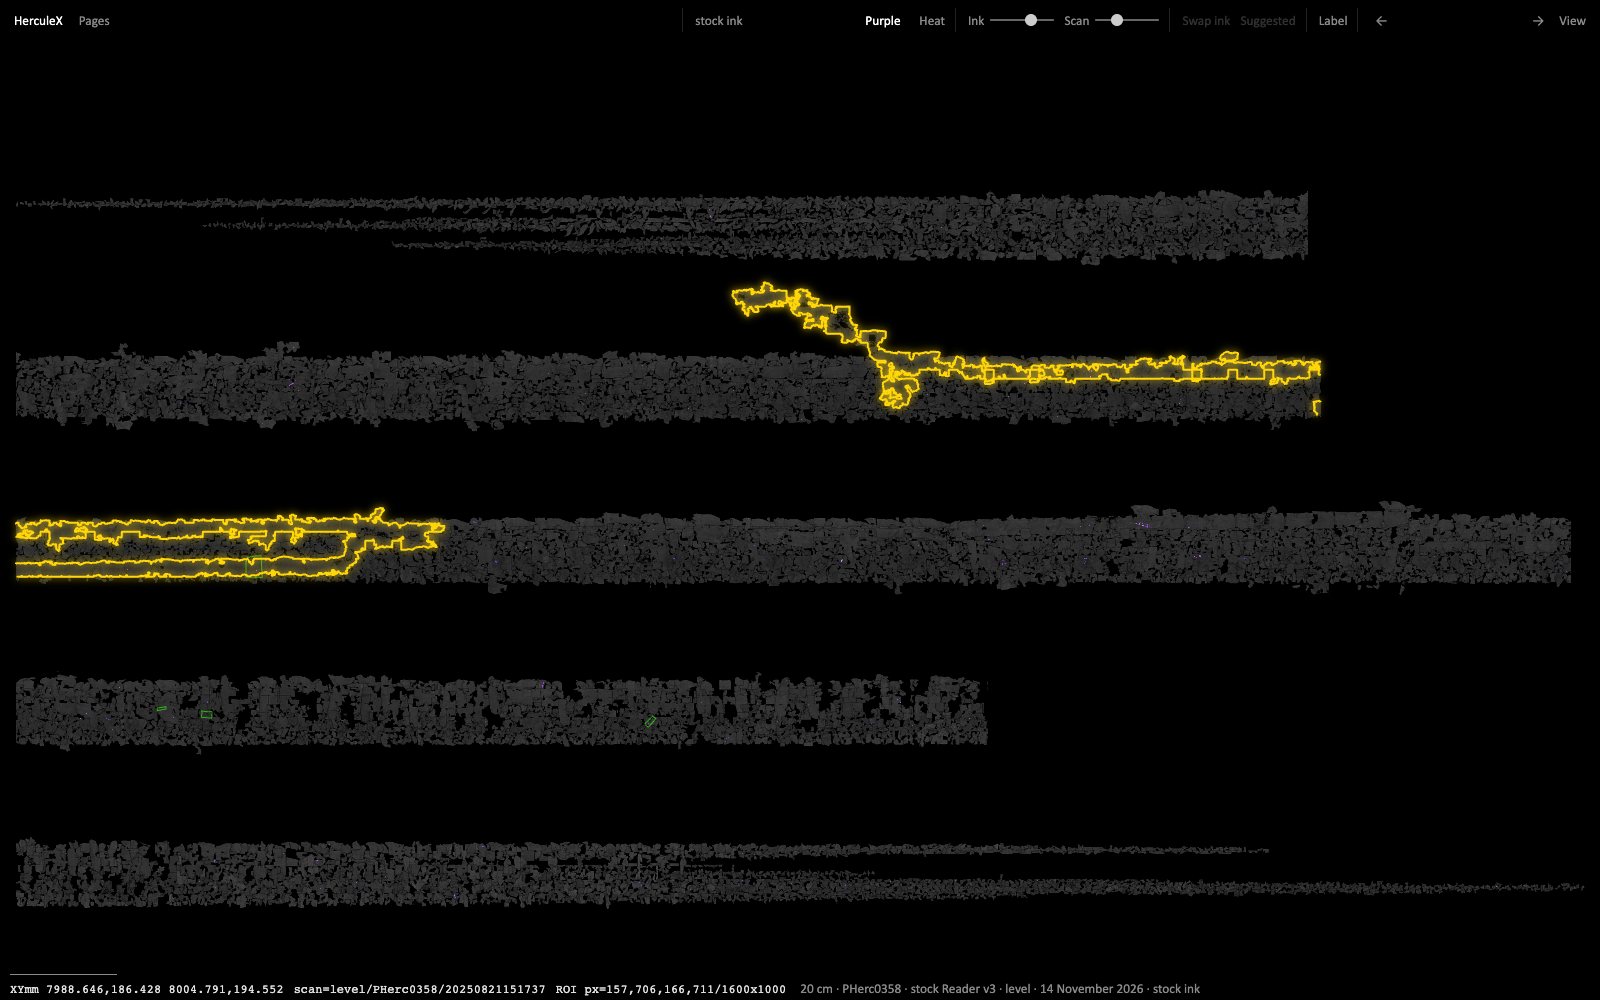 HerculeX Pages stock ink Purple Heat Ink Scan Swap ink Suggested Label ← → View
XYmm 7988.646,186.428 8004.791,194.552 scan=level/PHerc0358/20250821151737 ROI px=157,706,166,711/1600x1000 20 cm · PHerc0358 · stock Reader v3 · level · 14 November 2026 · stock ink